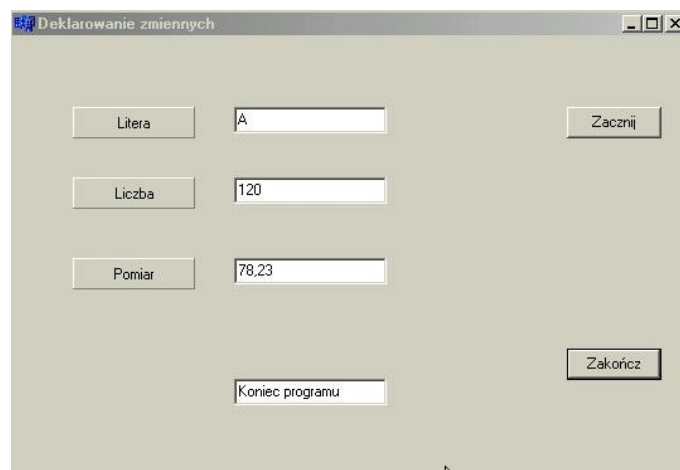 Deklarowanie zmiennych
Litera
A
Zacznij
Liczba
120
Pomiar
78,23
Zakończ
Koniec programu